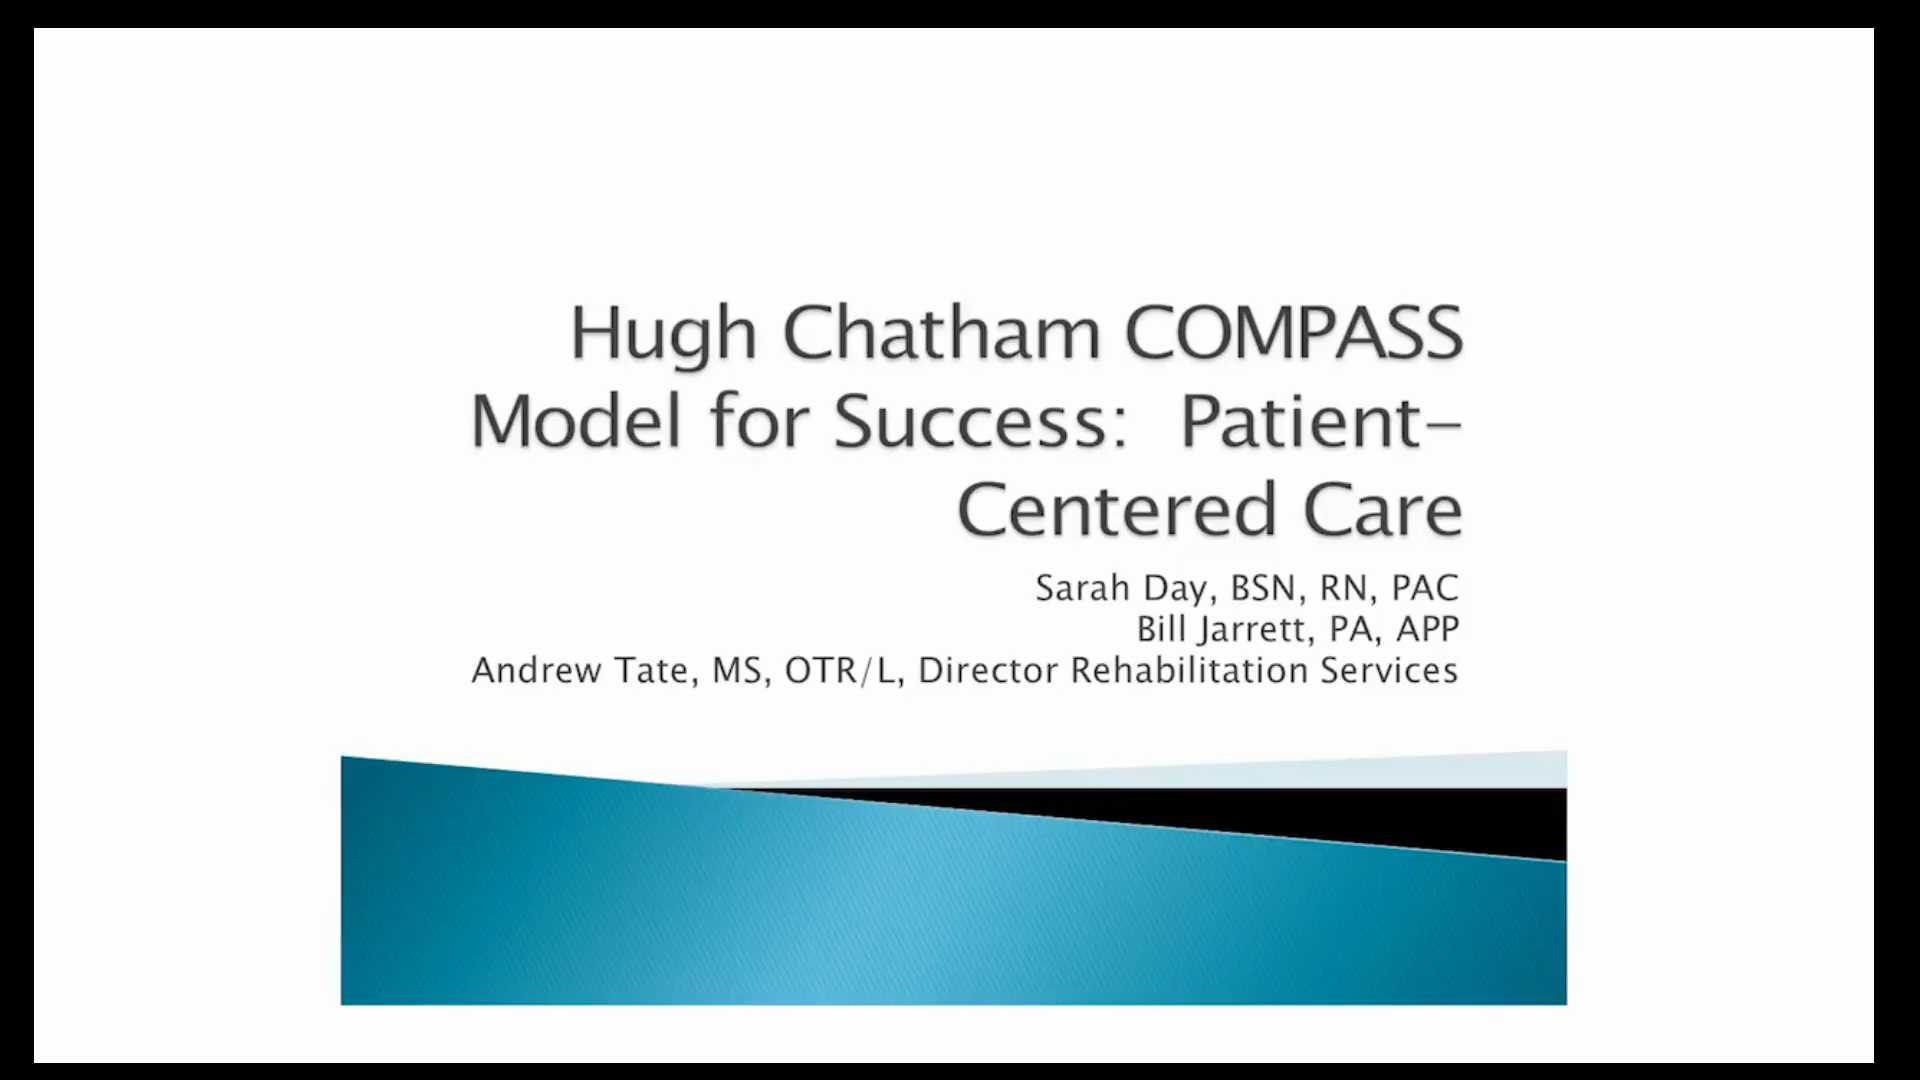 Hugh Chatham COMPASS
Model for Success:  Patient-
Centered Care
Sarah Day, BSN, RN, PAC
Bill Jarrett, PA, APP
Andrew Tate, MS, OTR/L, Director Rehabilitation Services